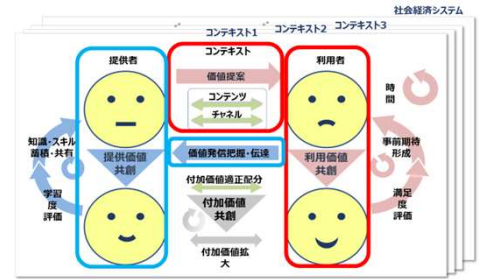 社会経済システム
コンテキスト1
コンテキスト2
コンテキスト3
提供者
コンテキスト
利用者
価値提案
コンテンツ
チャネル
時
間
知識・スキル
蓄積・共有
提供価値
共創
価値発信把握・伝達
利用価値
共創
事前期待
形成
学習
度
評価
付加価値適正配分
付加価値
共創
満足
度
評価
付加価値拡
大